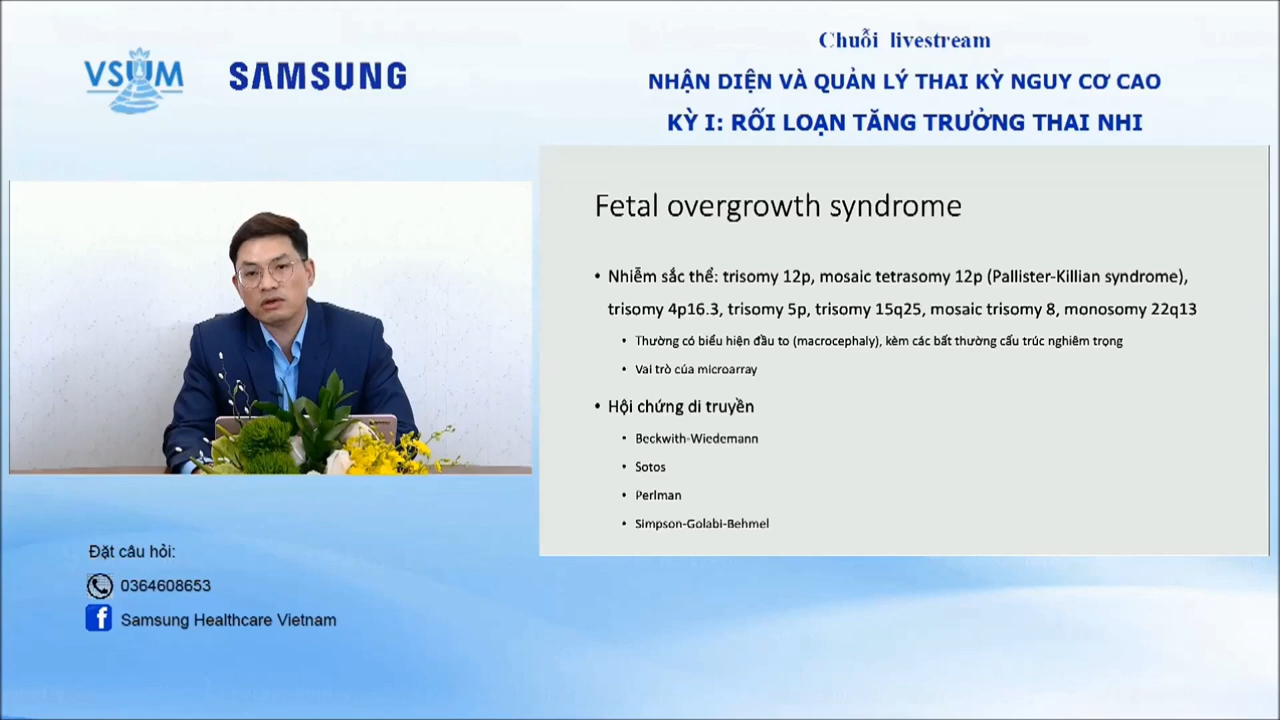 VSUM
SAMSUNG
Chuỗi livestream
NHẬN DIỆN VÀ QUẢN LÝ THAI KỲ NGUY CƠ CAO
KỲ I: RỐI LOẠN TĂNG TRƯỞNG THAI NHI
Fetal overgrowth syndrome
• Nhiễm sắc thể: trisomy 12p, mosaic tetrasomy 12p (Pallister-Killian syndrome),
trisomy 4p16.3, trisomy 5p, trisomy 15q25, mosaic trisomy 8, monosomy 22q13
• Thường có biểu hiện đầu to (macrocephaly), kèm các bất thường cấu trúc nghiêm trọng
• Vai trò của microarray
• Hội chứng di truyền
• Beckwith-Wiedemann
• Sotos
• Perlman
• Simpson-Golabi-Behmel
Đặt câu hỏi:
0364608653
Samsung Healthcare Vietnam